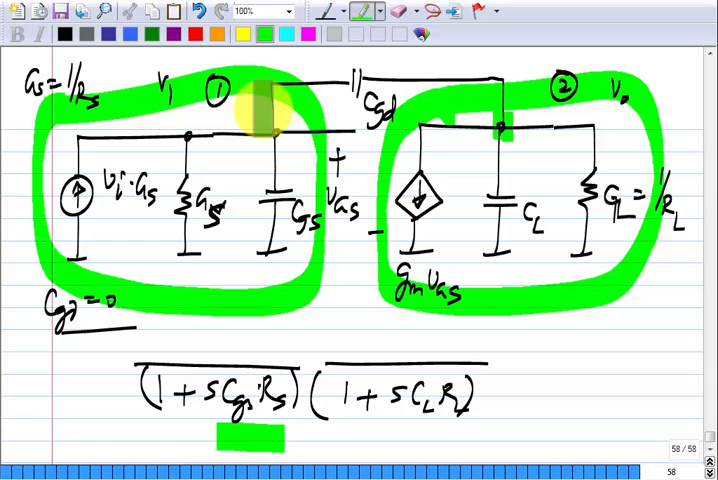 100%
B I
Gs = 1/Rs V1 ① ② Vo
Cgd
vi·Gs Gs Cgs + vgs - CL GL = 1/RL
gm vgs
Cgd = 0
(1 + sCgs·Rs) (1 + sCL RL)
58 / 58
58